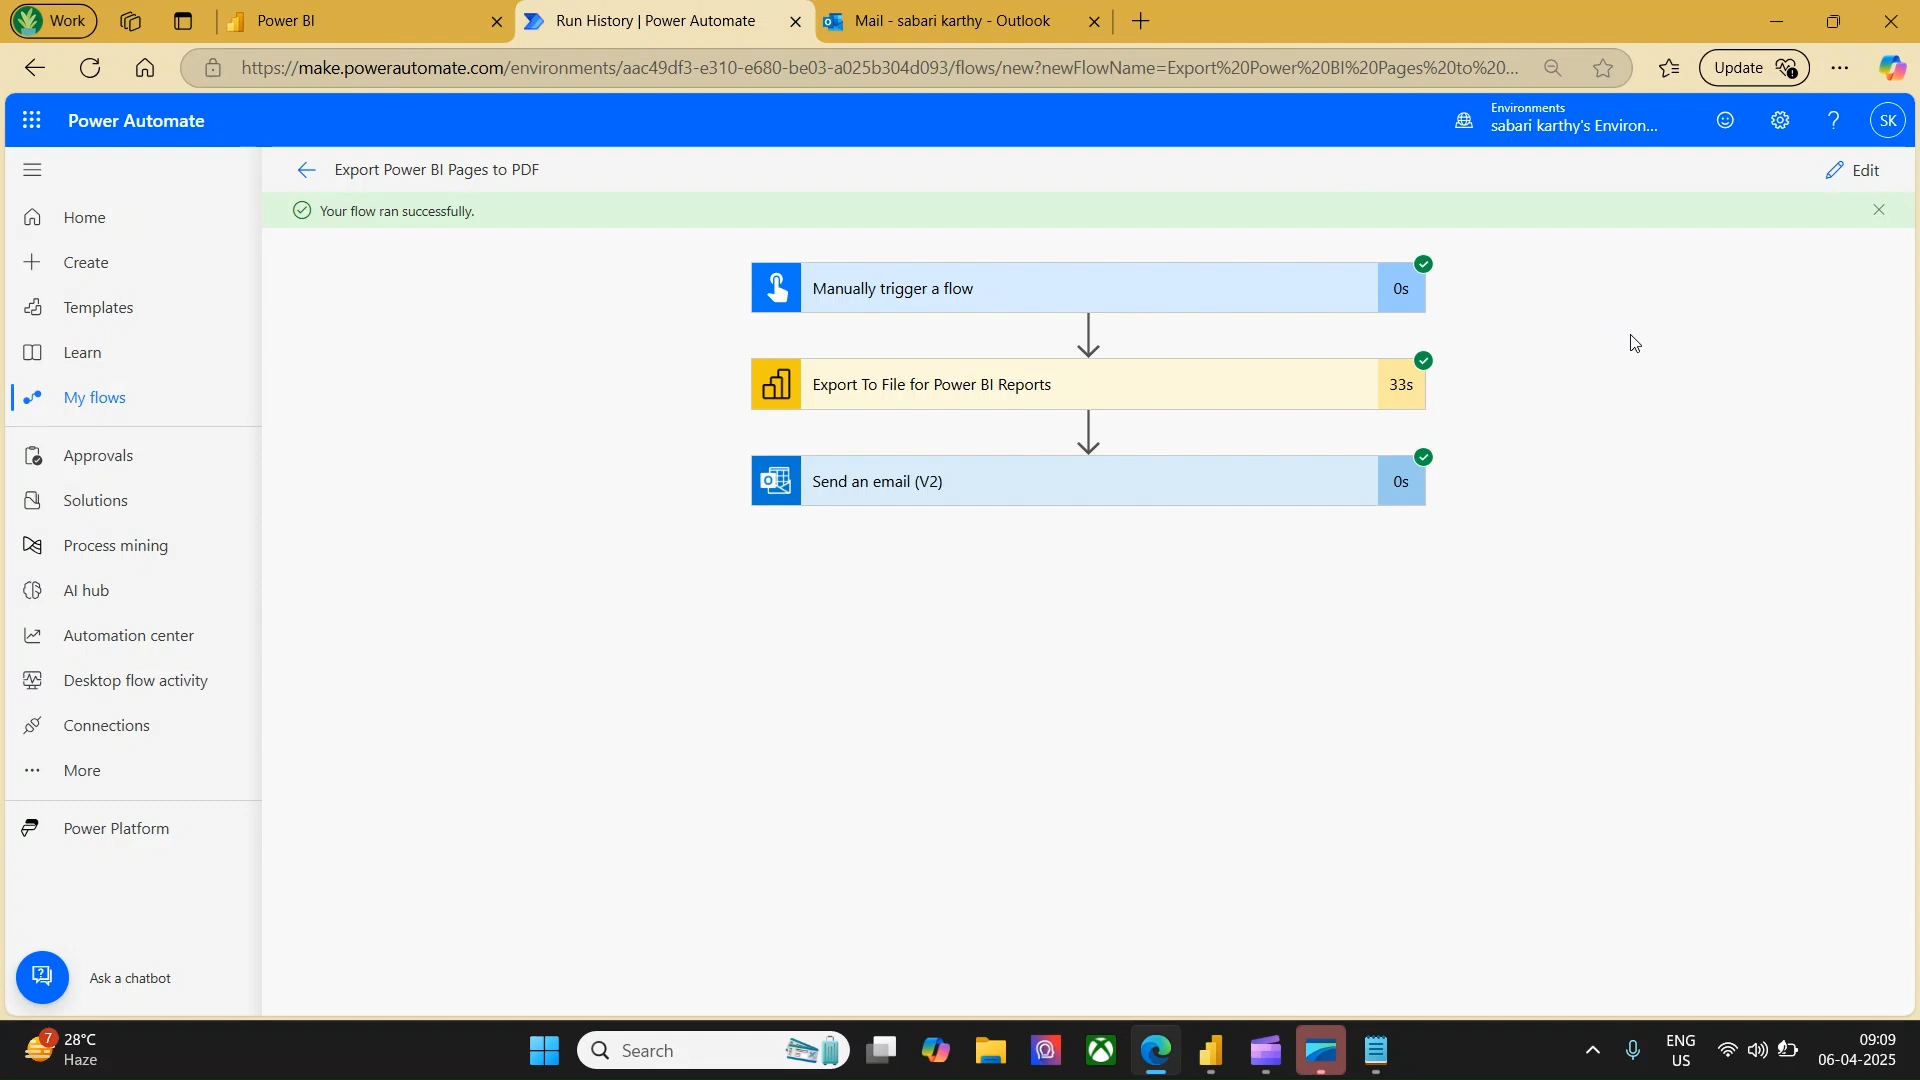 Work
Power BI
Run History | Power Automate
Mail - sabari karthy - Outlook
https://make.powerautomate.com/environments/aac49df3-e310-e680-be03-a025b304d093/flows/new?newFlowName=Export%20Power%20BI%20Pages%20to%20...
Update
Power Automate
Environments
sabari karthy's Environ...
SK
Export Power BI Pages to PDF
Edit
Your flow ran successfully.
Home
Create
Templates
Learn
My flows
Approvals
Solutions
Process mining
AI hub
Automation center
Desktop flow activity
Connections
More
Power Platform
Ask a chatbot
Manually trigger a flow
0s
Export To File for Power BI Reports
33s
Send an email (V2)
0s
7
28°C
Haze
Search
ENG
US
09:09
06-04-2025